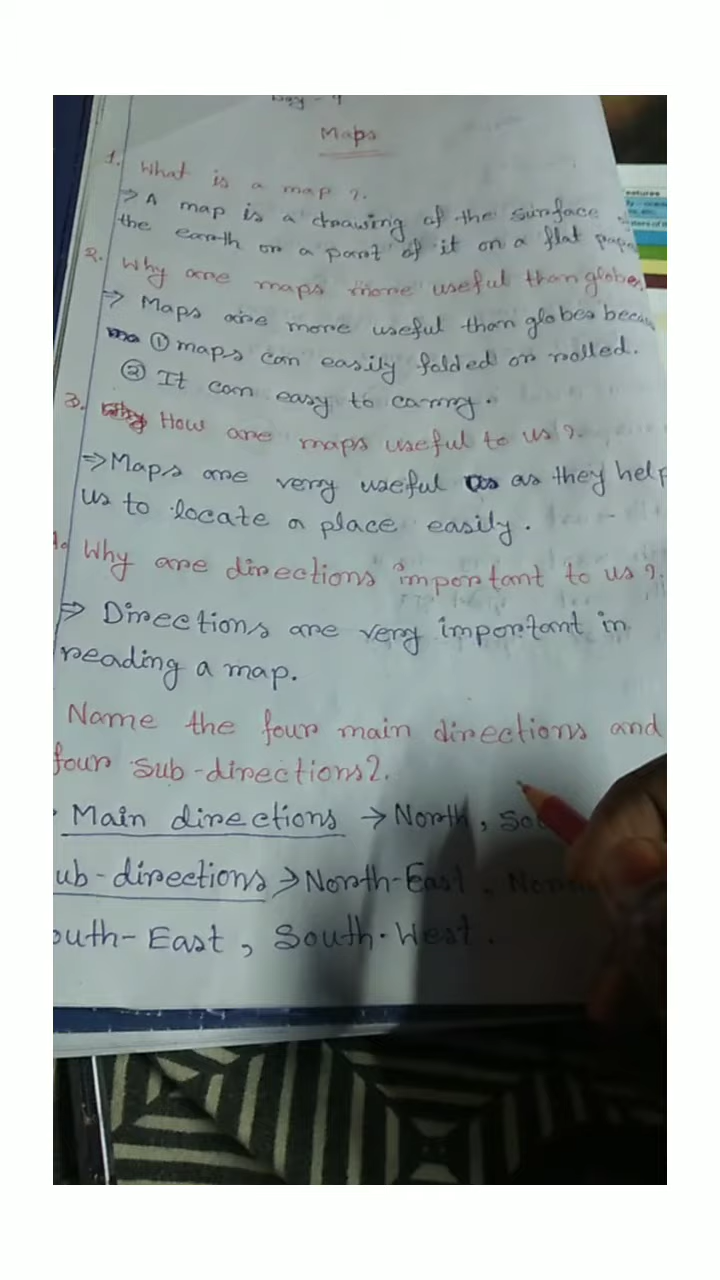 Maps
1. What is a map ?.
⇒ A map is a drawing of the surface
the earth or a part of it on a flat
2. Why are maps more useful than globes
⇒ Maps are more useful than globes
① maps can easily folded or rolled.
② It can easy to carry.
3. How are maps useful to us ?.
⇒ Maps are very useful as as they help
us to locate a place easily.
Why are directions important to us ?.
⇒ Directions are very important in
reading a map.
Name the four main directions and
four sub-directions?.
Main directions → North,
ub-directions → North-East,
outh-East, South-West.